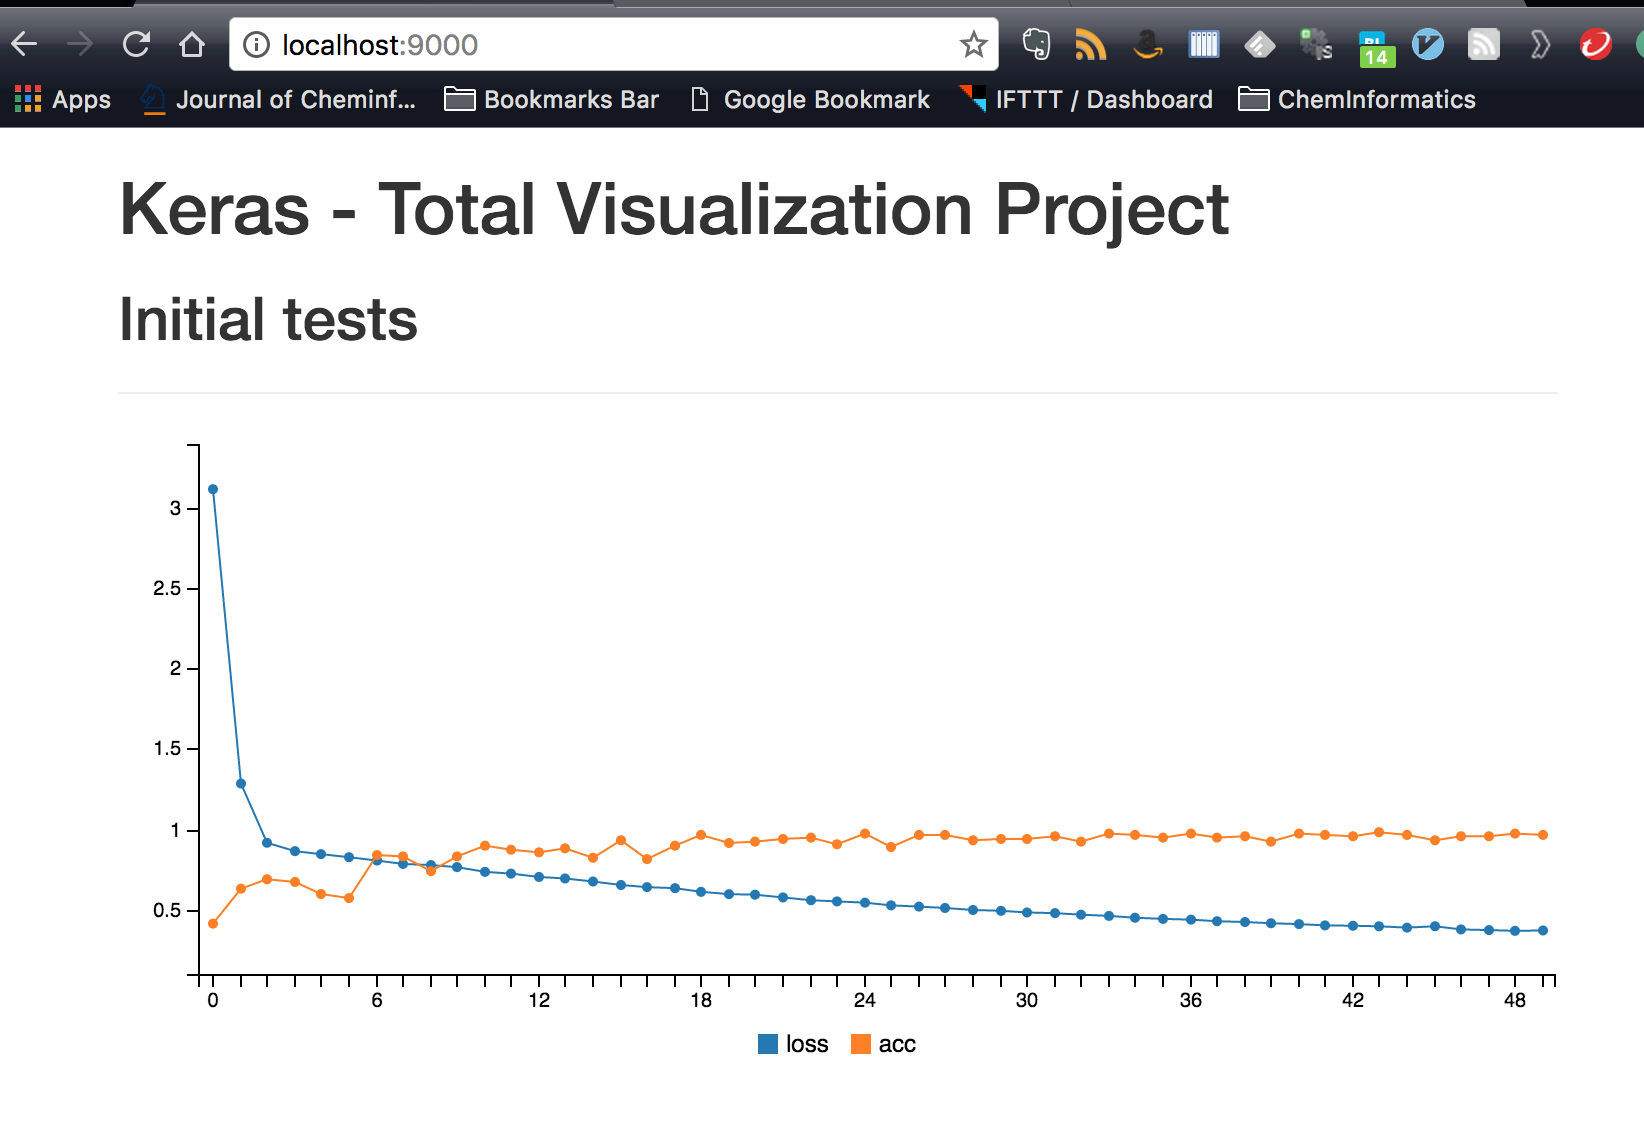 localhost:9000
14
Apps Journal of Cheminf... Bookmarks Bar Google Bookmark IFTTT / Dashboard ChemInformatics
Keras - Total Visualization Project
Initial tests
3
2.5
2
1.5
1
0.5
0 6 12 18 24 30 36 42 48
loss acc